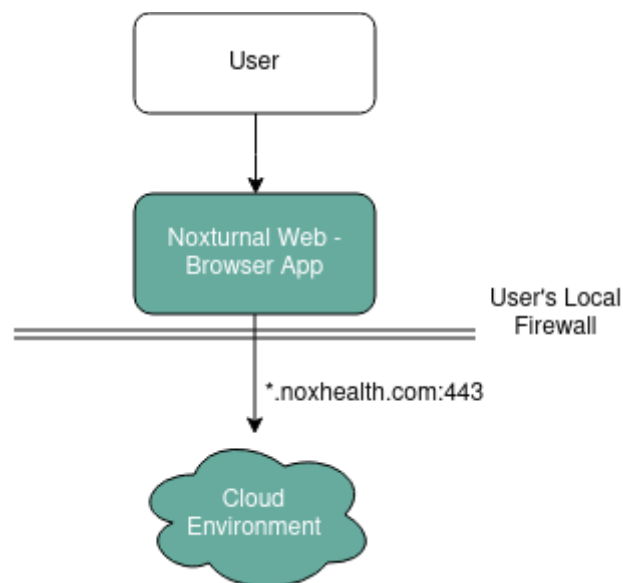 User
Noxturnal Web -
Browser App
User's Local
Firewall
*.noxhealth.com:443
Cloud
Environment